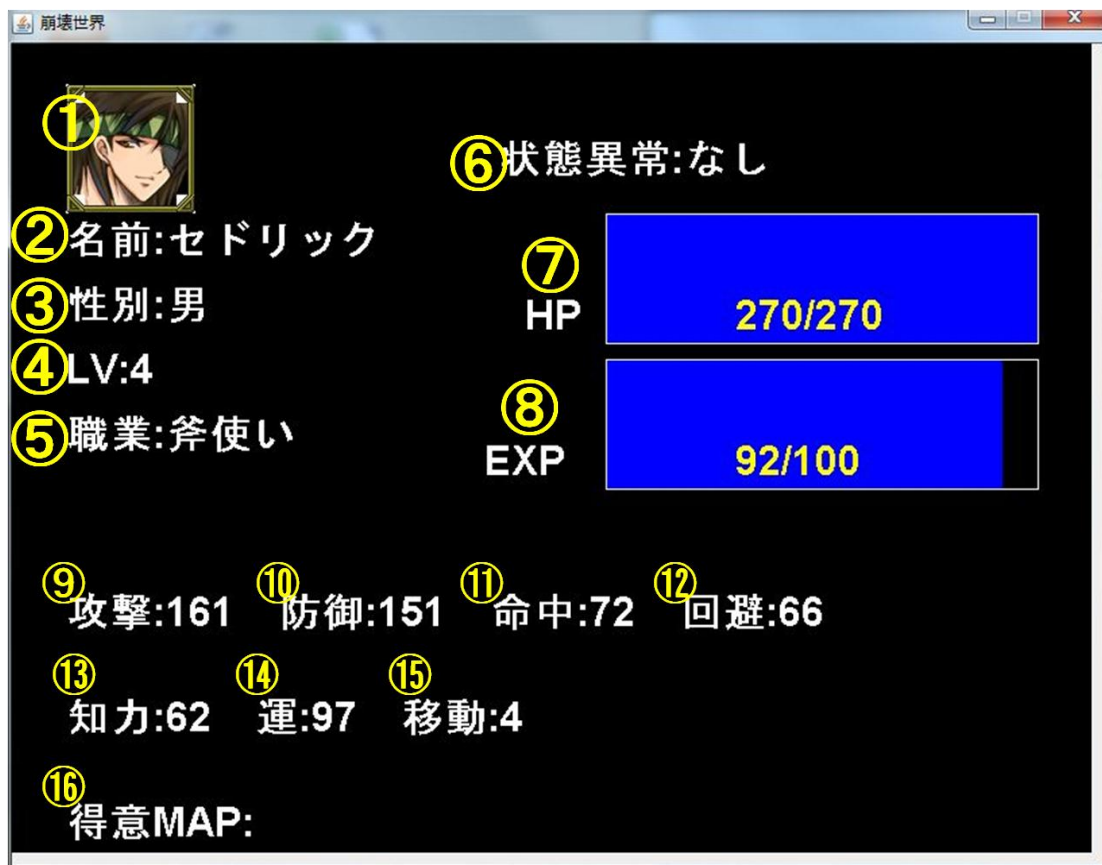 崩壊世界
①
⑥状態異常:なし
②名前:セドリック
⑦
HP
270/270
③性別:男
④LV:4
⑤職業:斧使い
⑧
EXP
92/100
⑨攻撃:161 ⑩防御:151 ⑪命中:72 ⑫回避:66
⑬知力:62 ⑭運:97 ⑮移動:4
⑯得意MAP: